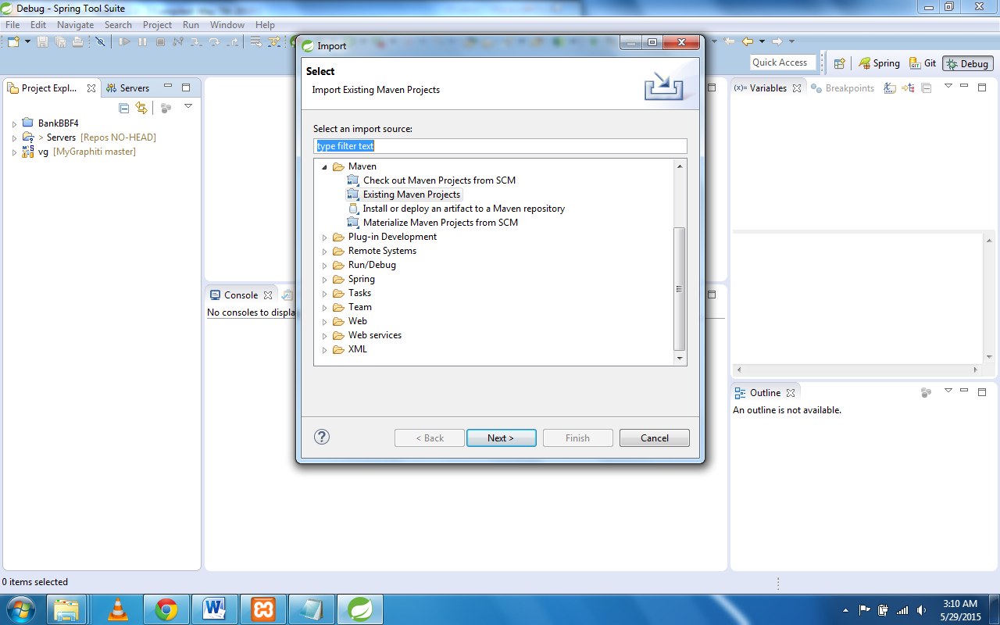 Debug - Spring Tool Suite
File Edit Navigate Search Project Run Window Help
Quick Access
Spring
Git
Debug
Project Expl...
Servers
BankBBF4
> Servers [Repos NO-HEAD]
vg [MyGraphiti master]
Console
No consoles to displa
Import
Select
Import Existing Maven Projects
Select an import source:
type filter text
Maven
Check out Maven Projects from SCM
Existing Maven Projects
Install or deploy an artifact to a Maven repository
Materialize Maven Projects from SCM
Plug-in Development
Remote Systems
Run/Debug
Spring
Tasks
Team
Web
Web services
XML
< Back
Next >
Finish
Cancel
(x)= Variables
Breakpoints
Outline
An outline is not available.
0 items selected
3:10 AM
5/29/2015